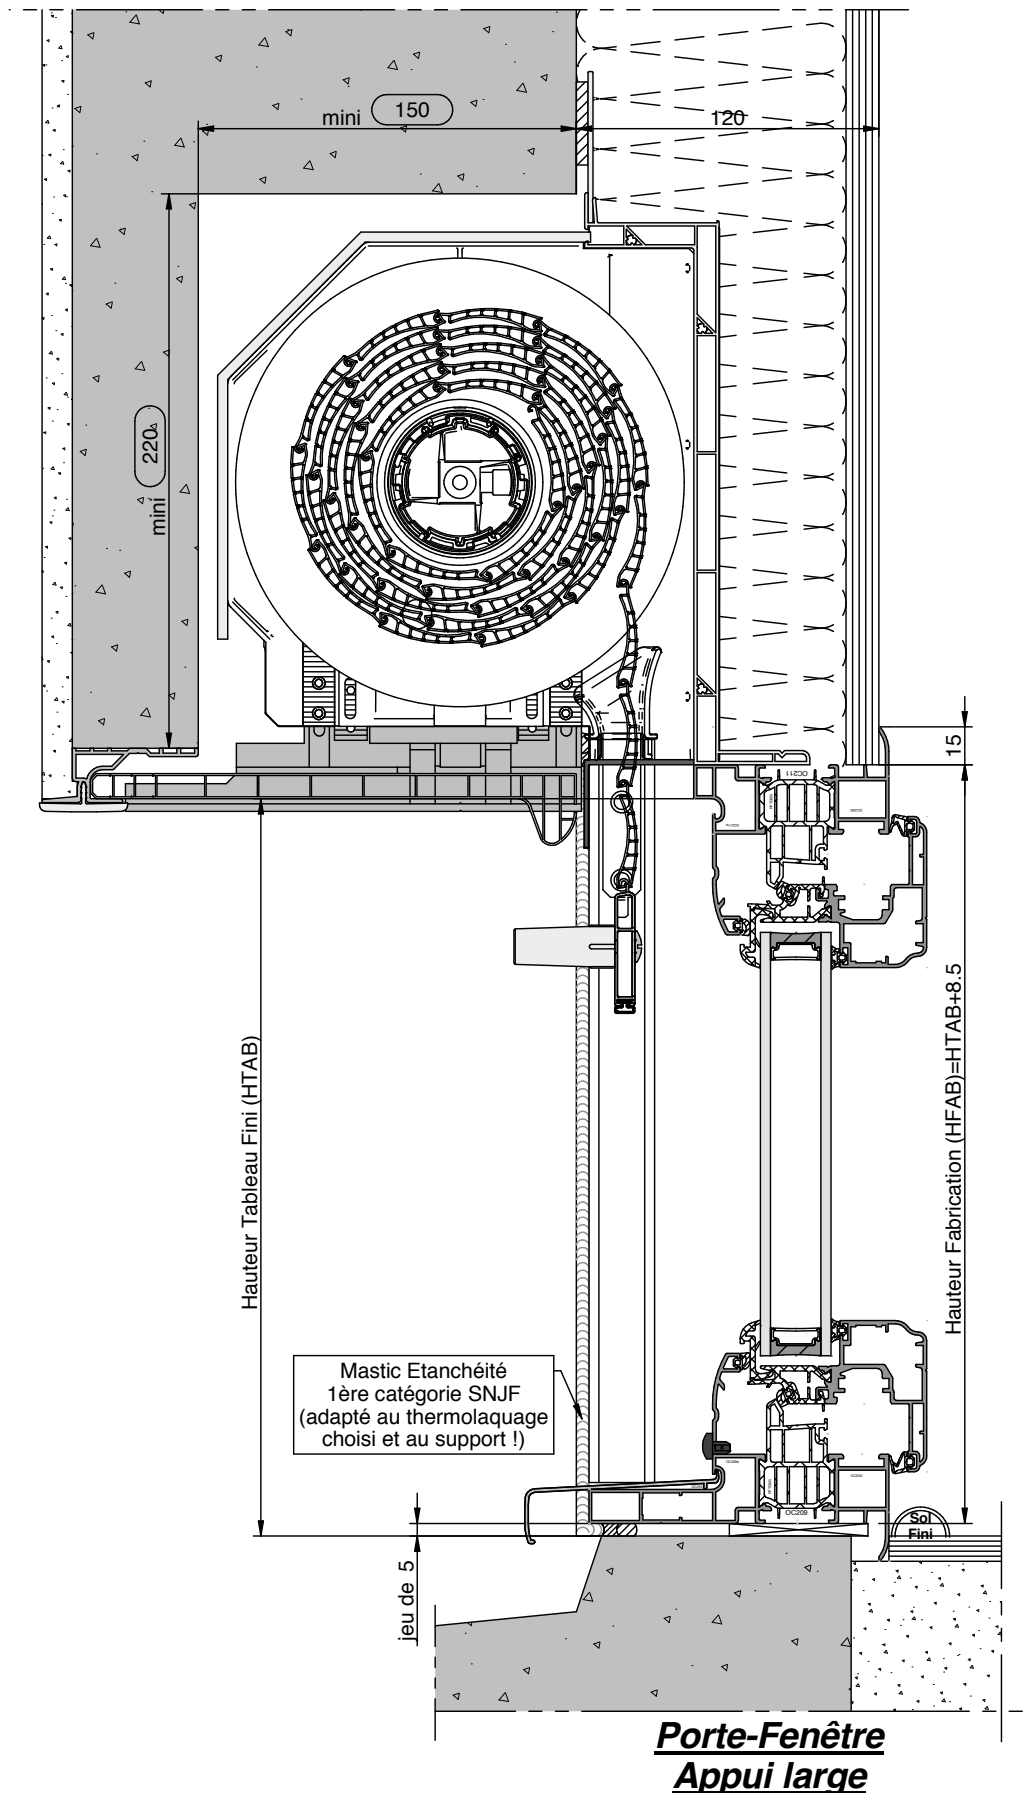 mini 150
120
mini 220
15
OC211
Hauteur Tableau Fini (HTAB)
Hauteur Fabrication (HFAB)=HTAB+8.5
Mastic Etanchéité
1ère catégorie SNJF
(adapté au thermolaquage
choisi et au support !)
OC209
Sol
Fini
jeu de 5
Porte-Fenêtre
Appui large